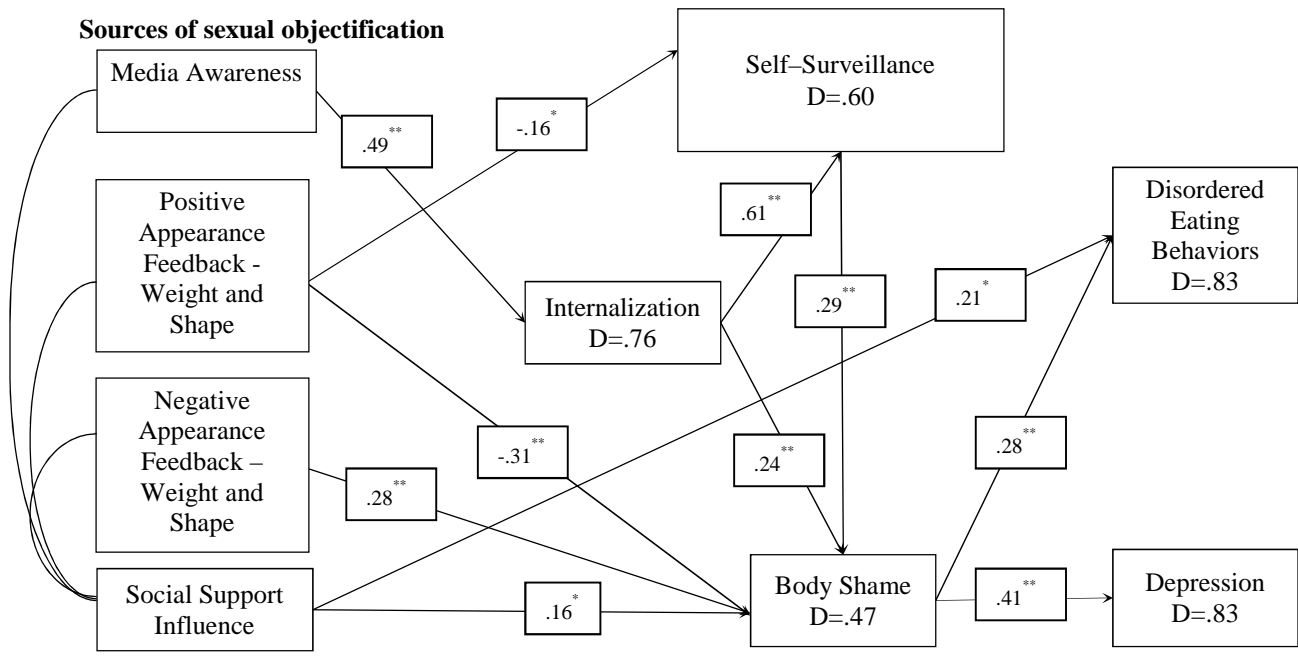 Sources of sexual objectification
Media Awareness
Self–Surveillance
D=.60
-.16*
.49**
Positive
Appearance
Feedback -
Weight and
Shape
.61**
Disordered
Eating
Behaviors
D=.83
Internalization
D=.76
.29**
.21*
Negative
Appearance
Feedback –
Weight and
Shape
-.31**
.24**
.28**
.28**
Social Support
Influence
.16*
Body Shame
D=.47
.41**
Depression
D=.83